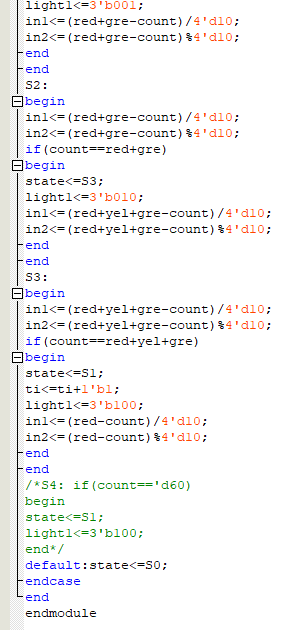 light1<=3'b001;
in1<=(red+gre-count)/4'd10;
in2<=(red+gre-count)%4'd10;
end
end
S2:
begin
in1<=(red+gre-count)/4'd10;
in2<=(red+gre-count)%4'd10;
if(count==red+gre)
begin
state<=S3;
light1<=3'b010;
in1<=(red+yel+gre-count)/4'd10;
in2<=(red+yel+gre-count)%4'd10;
end
end
S3:
begin
in1<=(red+yel+gre-count)/4'd10;
in2<=(red+yel+gre-count)%4'd10;
if(count==red+yel+gre)
begin
state<=S1;
ti<=ti+1'b1;
light1<=3'b100;
in1<=(red-count)/4'd10;
in2<=(red-count)%4'd10;
end
end
/*S4: if(count=='d60)
begin
state<=S1;
light1<=3'b100;
end*/
default:state<=S0;
endcase
end
endmodule